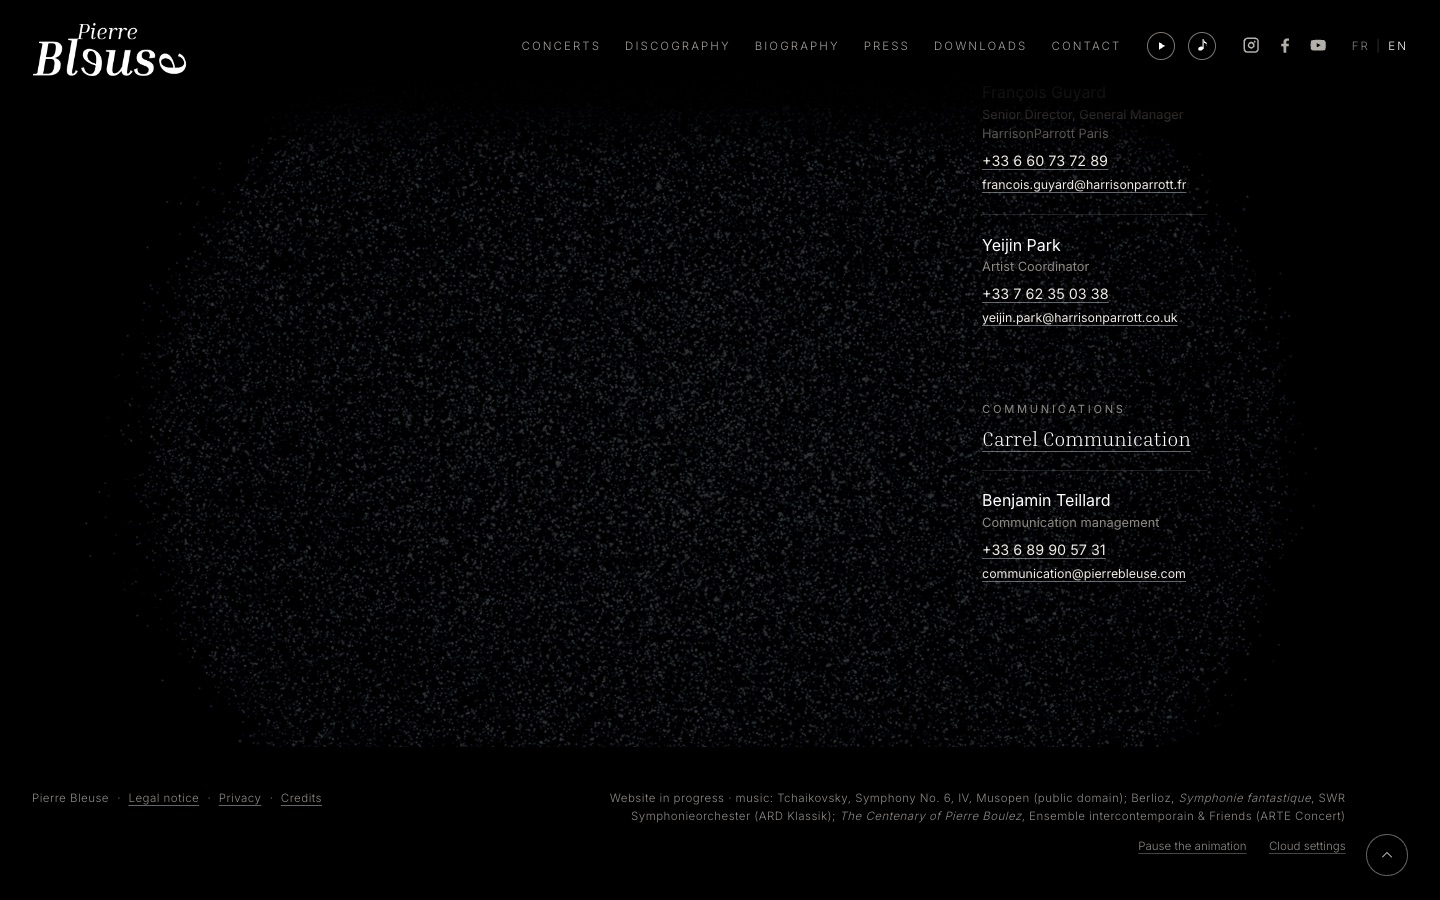 Pierre
Bleuse
CONCERTS DISCOGRAPHY BIOGRAPHY PRESS DOWNLOADS CONTACT FR | EN
François Guyard
Senior Director, General Manager
HarrisonParrott Paris
+33 6 60 73 72 89
francois.guyard@harrisonparrott.fr
Yeijin Park
Artist Coordinator
+33 7 62 35 03 38
yeijin.park@harrisonparrott.co.uk
COMMUNICATIONS
Carrel Communication
Benjamin Teillard
Communication management
+33 6 89 90 57 31
communication@pierrebleuse.com
Pierre Bleuse · Legal notice · Privacy · Credits
Website in progress · music: Tchaikovsky, Symphony No. 6, IV, Musopen (public domain); Berlioz, Symphonie fantastique, SWR
Symphonieorchester (ARD Klassik); The Centenary of Pierre Boulez, Ensemble intercontemporain & Friends (ARTE Concert)
Pause the animation Cloud settings